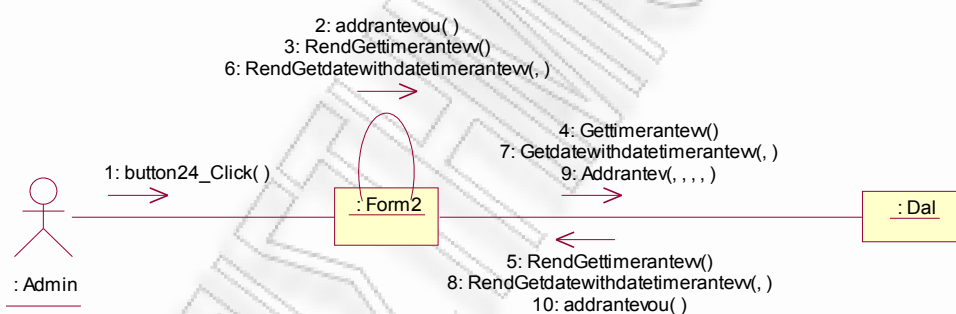 2: addrantevou( )
3: RendGettimerantevv()
6: RendGetdatewithdatetimerantevv(, )
1: button24_Click( )
4: Gettimerantevv()
7: Getdatewithdatetimerantevv(, )
9: Addrantev(, , , , )
: Form2
: Dal
: Admin
5: RendGettimerantevv()
8: RendGetdatewithdatetimerantevv(, )
10: addrantevou( )